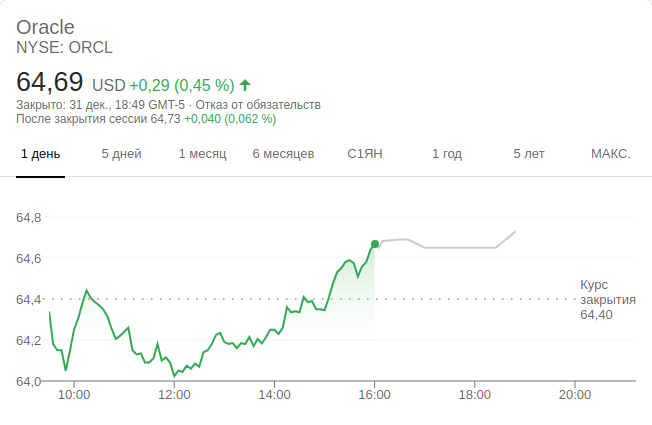 Oracle
NYSE: ORCL
64,69 USD +0,29 (0,45 %)
Закрыто: 31 дек., 18:49 GMT-5 · Отказ от обязательств
После закрытия сессии 64,73 +0,040 (0,062 %)
1 день 5 дней 1 месяц 6 месяцев С1ЯН 1 год 5 лет МАКС.
64,8
64,6
64,4
64,2
64,0
Курс
закрытия
64,40
10:00 12:00 14:00 16:00 18:00 20:00